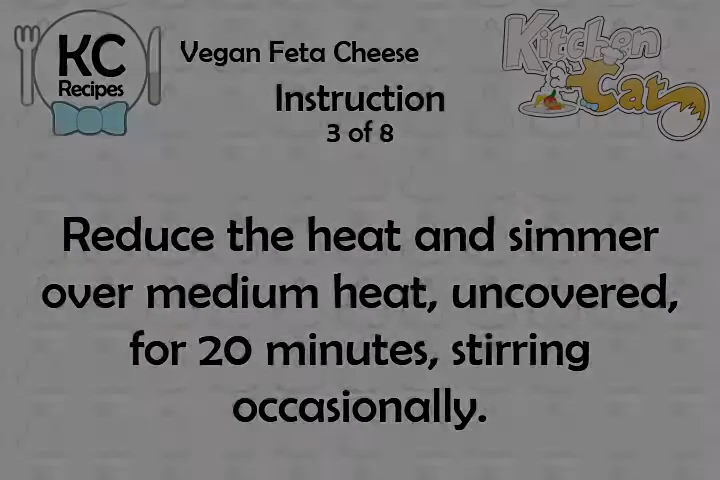 KC
Recipes
Vegan Feta Cheese
Kitchen
Cat
Instruction
3 of 8
Reduce the heat and simmer
over medium heat, uncovered,
for 20 minutes, stirring
occasionally.